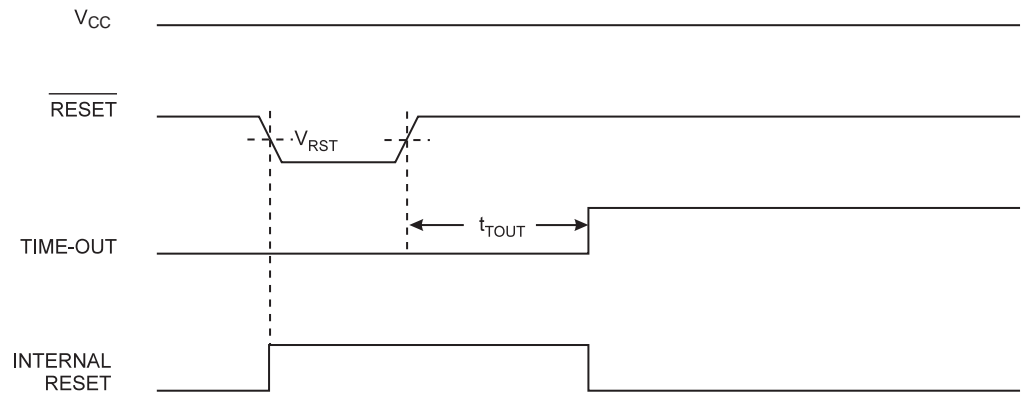 VCC
RESET
VRST
tTOUT
TIME-OUT
INTERNAL
RESET